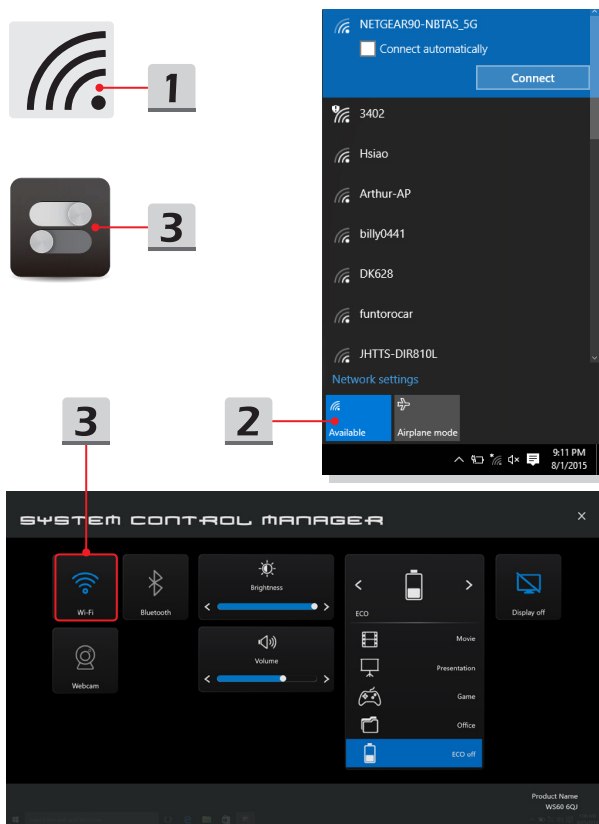 1
3
NETGEAR90-NBTAS_5G
Connect automatically
Connect
3402
Hsiao
Arthur-AP
billy0441
DK628
funtorocar
JHTTS-DIR810L
Network settings
Available
Airplane mode
9:11 PM
8/1/2015
2
3
SYSTEM CONTROL MANAGER
Wi-Fi
Bluetooth
Brightness
Volume
Webcam
ECO
Movie
Presentation
Game
Office
ECO off
Display off
Product Name
WS60 6QJ